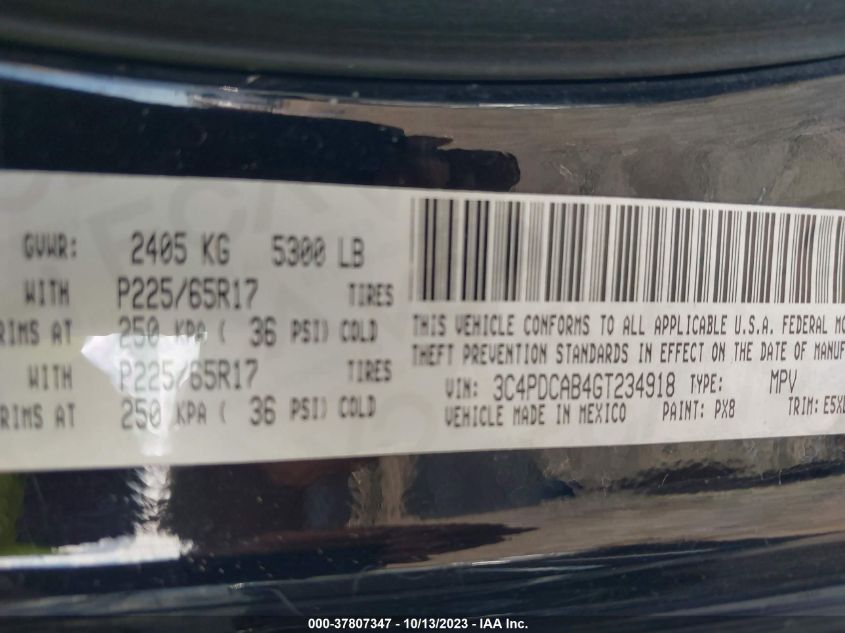 GVWR: 2405 KG 5300 LB
WITH P225/65R17 TIRES
RIMS AT 250 KPA ( 36 PSI) COLD
WITH P225/65R17 TIRES
RIMS AT 250 KPA ( 36 PSI) COLD
THIS VEHICLE CONFORMS TO ALL APPLICABLE U.S.A. FEDERAL MO
THEFT PREVENTION STANDARDS IN EFFECT ON THE DATE OF MANUF
VIN: 3C4PDCAB4GT234918 TYPE: MPV
VEHICLE MADE IN MEXICO PAINT: PX8 TRIM: E5X
000-37807347 - 10/13/2023 - IAA Inc.